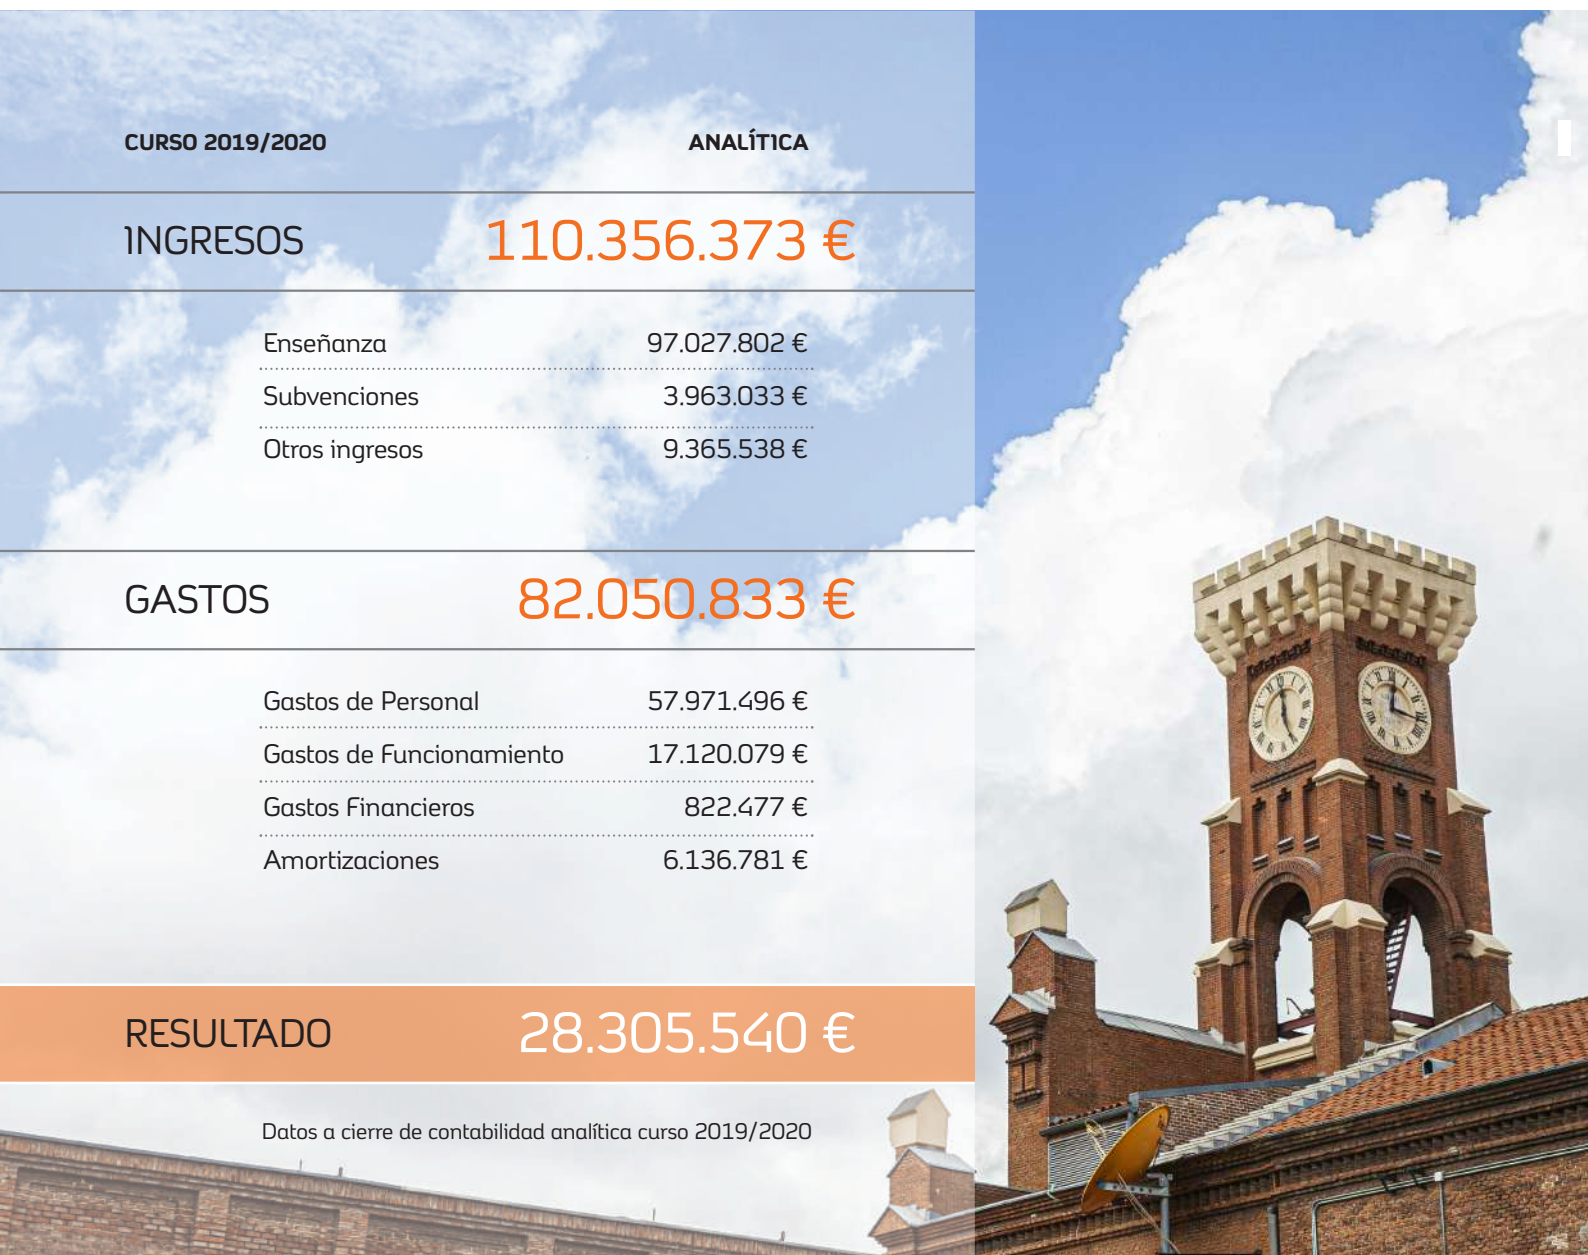 CURSO 2019/2020 ANALÍTICA
INGRESOS 110.356.373 €
Enseñanza 97.027.802 €
Subvenciones 3.963.033 €
Otros ingresos 9.365.538 €
GASTOS 82.050.833 €
Gastos de Personal 57.971.496 €
Gastos de Funcionamiento 17.120.079 €
Gastos Financieros 822.477 €
Amortizaciones 6.136.781 €
RESULTADO 28.305.540 €
Datos a cierre de contabilidad analítica curso 2019/2020